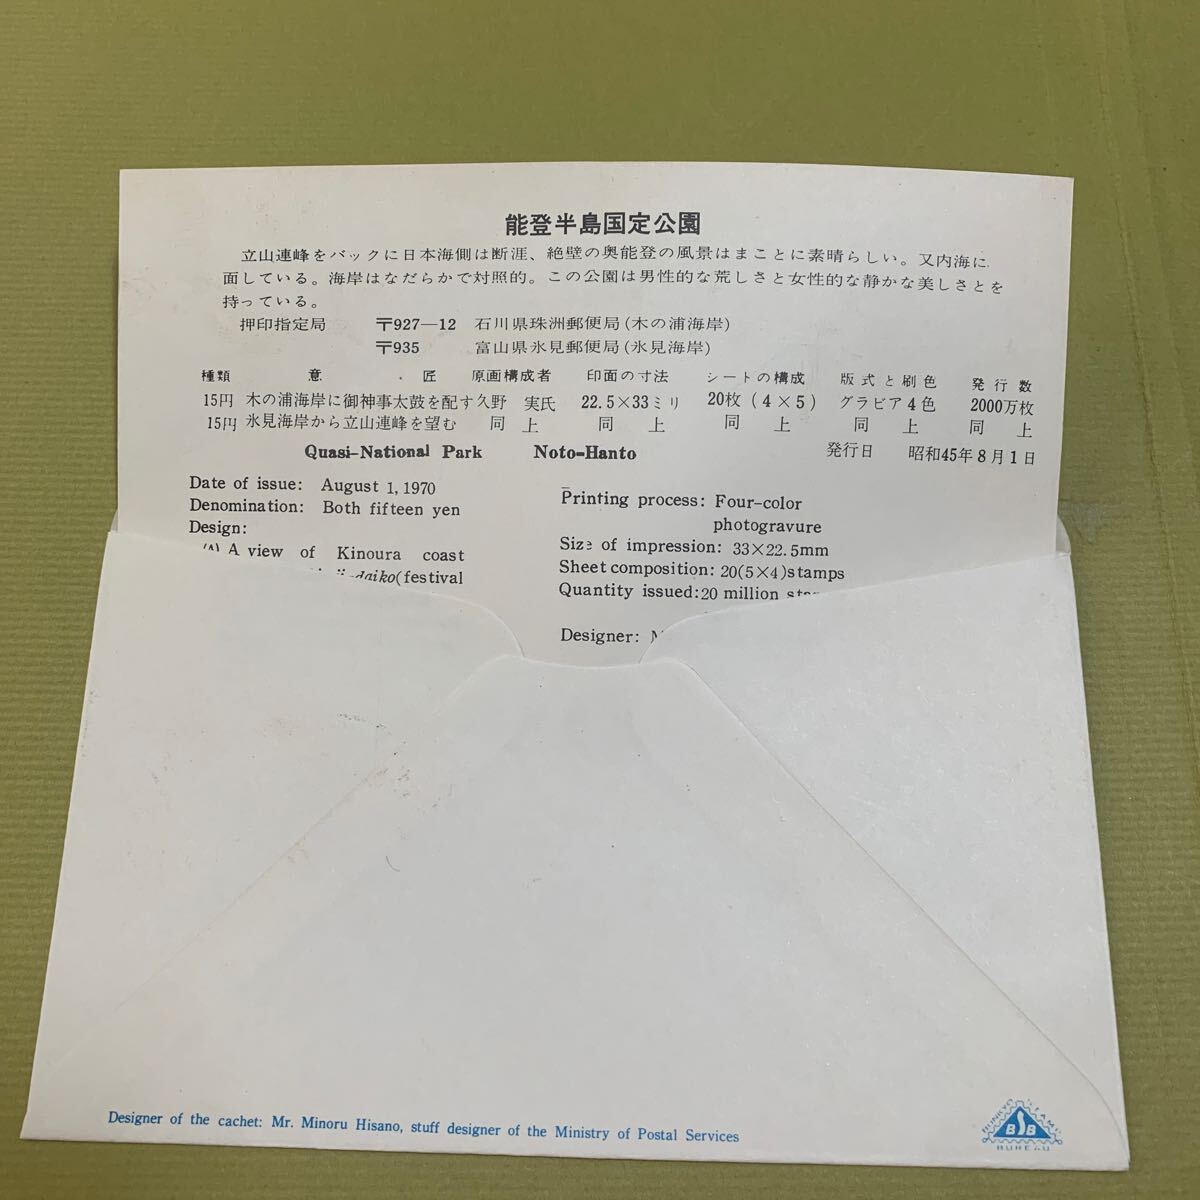 能登半島国定公園
立山連峰をバックに日本海側は断涯、絶壁の奥能登の風景はまことに素晴らしい。又内海に
面している。海岸はなだらかで対照的。この公園は男性的な荒しさと女性的な静かな美しさとを
持っている。
押印指定局 〒927—12 石川県珠洲郵便局(木の浦海岸)
〒935 富山県氷見郵便局(氷見海岸)
種類 意匠 原画構成者 印面の寸法 シートの構成 版式と刷色 発行数
15円 木の浦海岸に御神事太鼓を配す 久野 実氏 22.5×33ミリ 20枚(4×5) グラビア4色 2000万枚
15円 氷見海岸から立山連峰を望む 同上 同上 同上 同上 同上
発行日 昭和45年8月1日
Quasi-National Park Noto-Hanto
Date of issue: August 1, 1970
Denomination: Both fifteen yen
Design:
(A) A view of Kinoura coast
daiko(festival
Printing process: Four-color
photogravure
Size of impression: 33×22.5mm
Sheet composition: 20(5×4)stamps
Quantity issued: 20 million
Designer:
Designer of the cachet: Mr. Minoru Hisano, stuff designer of the Ministry of Postal Services
BSB
BUREAU